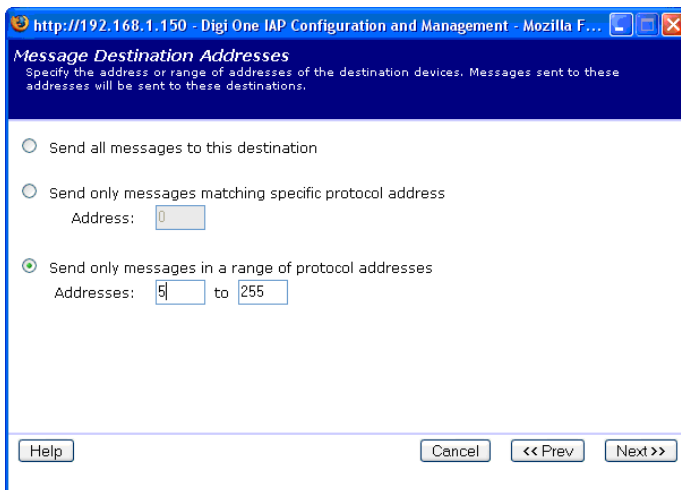 http://192.168.1.150 - Digi One IAP Configuration and Management - Mozilla F...
Message Destination Addresses
Specify the address or range of addresses of the destination devices. Messages sent to these
addresses will be sent to these destinations.
Send all messages to this destination
Send only messages matching specific protocol address
Address: 0
Send only messages in a range of protocol addresses
Addresses: 5 to 255
Help Cancel << Prev Next >>